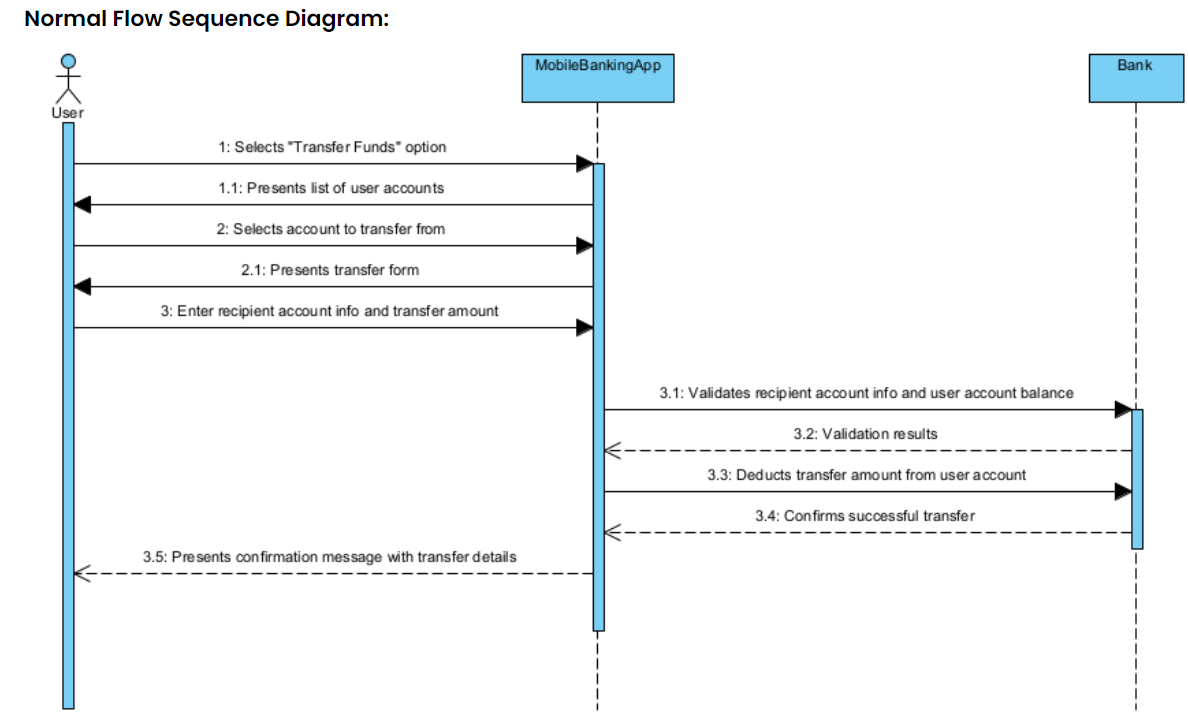 Normal Flow Sequence Diagram:
User
MobileBankingApp
Bank
1: Selects "Transfer Funds" option
1.1: Presents list of user accounts
2: Selects account to transfer from
2.1: Presents transfer form
3: Enter recipient account info and transfer amount
3.1: Validates recipient account info and user account balance
3.2: Validation results
3.3: Deducts transfer amount from user account
3.4: Confirms successful transfer
3.5: Presents confirmation message with transfer details